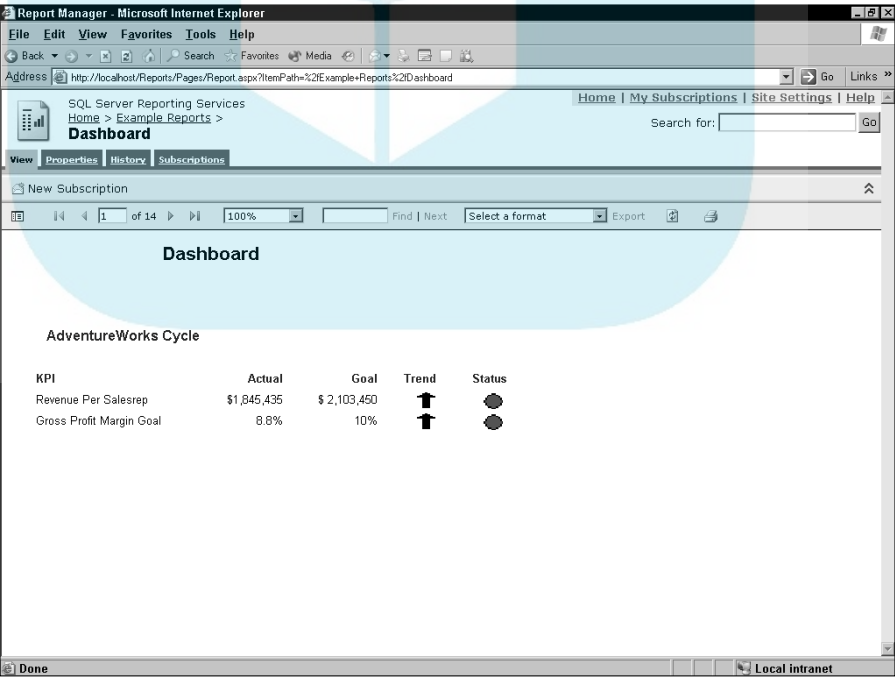 Report Manager - Microsoft Internet Explorer
File Edit View Favorites Tools Help
Back Search Favorites Media
Address http://localhost/Reports/Pages/Report.aspx?ItemPath=%2fExample+Reports%2fDashboard Go Links »
SQL Server Reporting Services
Home | My Subscriptions | Site Settings | Help
Home > Example Reports >
Dashboard
Search for: Go
View Properties History Subscriptions
New Subscription
1 of 14 100% Find | Next Select a format Export
Dashboard
AdventureWorks Cycle
KPI Actual Goal Trend Status
Revenue Per Salesrep $1,845,435 $ 2,103,450
Gross Profit Margin Goal 8.8% 10%
Done Local intranet